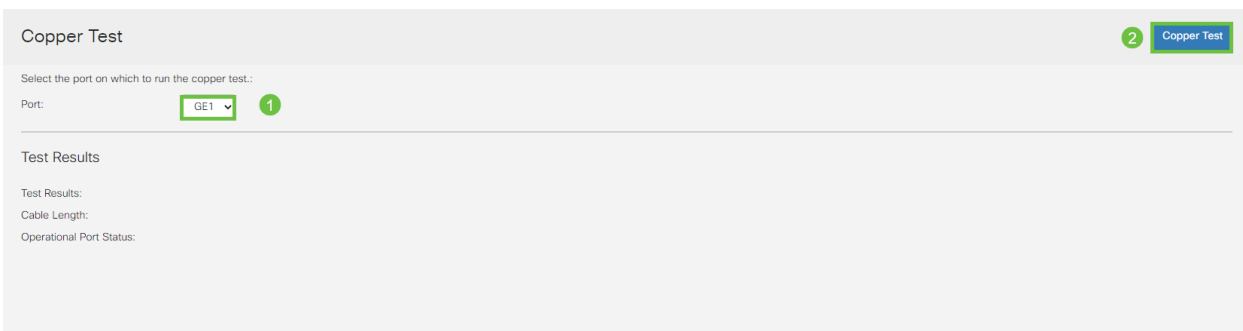 Copper Test
2
Copper Test
Select the port on which to run the copper test.:
Port:
GE1
1
Test Results
Test Results:
Cable Length:
Operational Port Status: